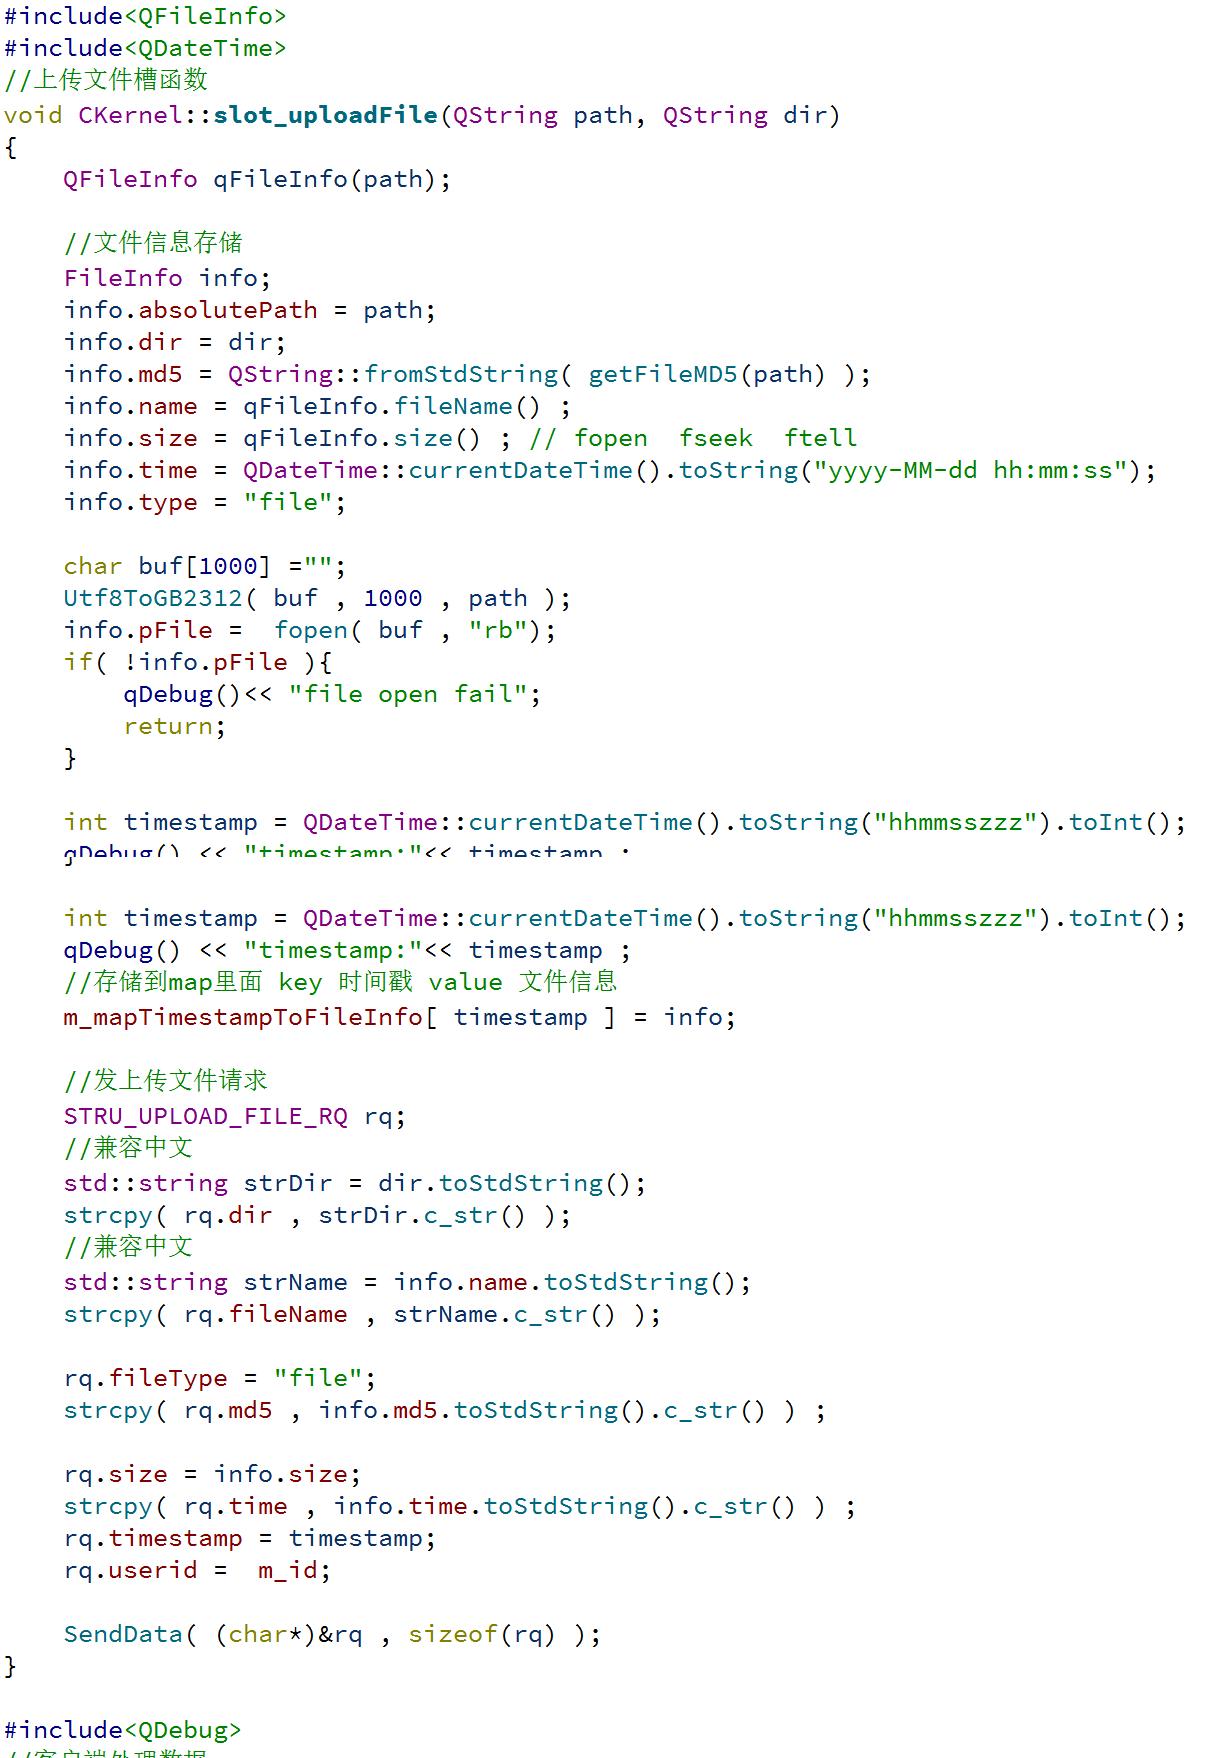 #include<QFileInfo>
#include<QDateTime>
//上传文件槽函数
void CKernel::slot_uploadFile(QString path, QString dir)
{
    QFileInfo qFileInfo(path);

    //文件信息存储
    FileInfo info;
    info.absolutePath = path;
    info.dir = dir;
    info.md5 = QString::fromStdString( getFileMD5(path) );
    info.name = qFileInfo.fileName() ;
    info.size = qFileInfo.size() ; // fopen  fseek  ftell
    info.time = QDateTime::currentDateTime().toString("yyyy-MM-dd hh:mm:ss");
    info.type = "file";

    char buf[1000] ="";
    Utf8ToGB2312( buf , 1000 , path );
    info.pFile =  fopen( buf , "rb");
    if( !info.pFile ){
        qDebug()<< "file open fail";
        return;
    }

    int timestamp = QDateTime::currentDateTime().toString("hhmmsszzz").toInt();
    qDebug() << "timestamp:"<< timestamp ;

    int timestamp = QDateTime::currentDateTime().toString("hhmmsszzz").toInt();
    qDebug() << "timestamp:"<< timestamp ;
    //存储到map里面 key 时间戳 value 文件信息
    m_mapTimestampToFileInfo[ timestamp ] = info;

    //发上传文件请求
    STRU_UPLOAD_FILE_RQ rq;
    //兼容中文
    std::string strDir = dir.toStdString();
    strcpy( rq.dir , strDir.c_str() );
    //兼容中文
    std::string strName = info.name.toStdString();
    strcpy( rq.fileName , strName.c_str() );

    rq.fileType = "file";
    strcpy( rq.md5 , info.md5.toStdString().c_str() ) ;

    rq.size = info.size;
    strcpy( rq.time , info.time.toStdString().c_str() ) ;
    rq.timestamp = timestamp;
    rq.userid =  m_id;

    SendData( (char*)&rq , sizeof(rq) );
}

#include<QDebug>
//客户端处理数据